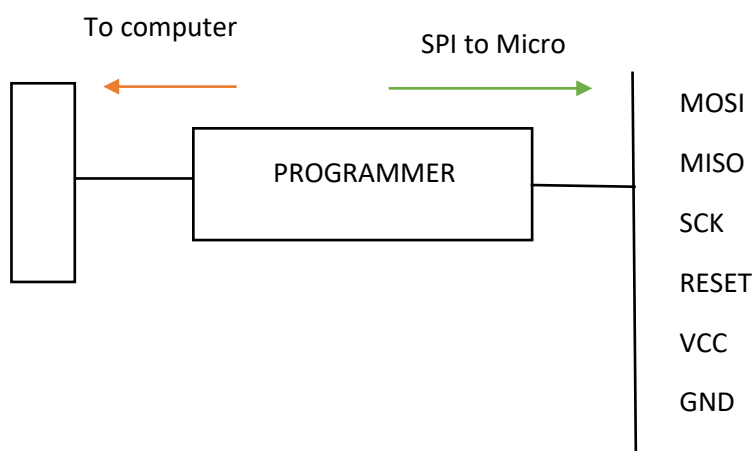 To computer
SPI to Micro
PROGRAMMER
MOSI
MISO
SCK
RESET
VCC
GND